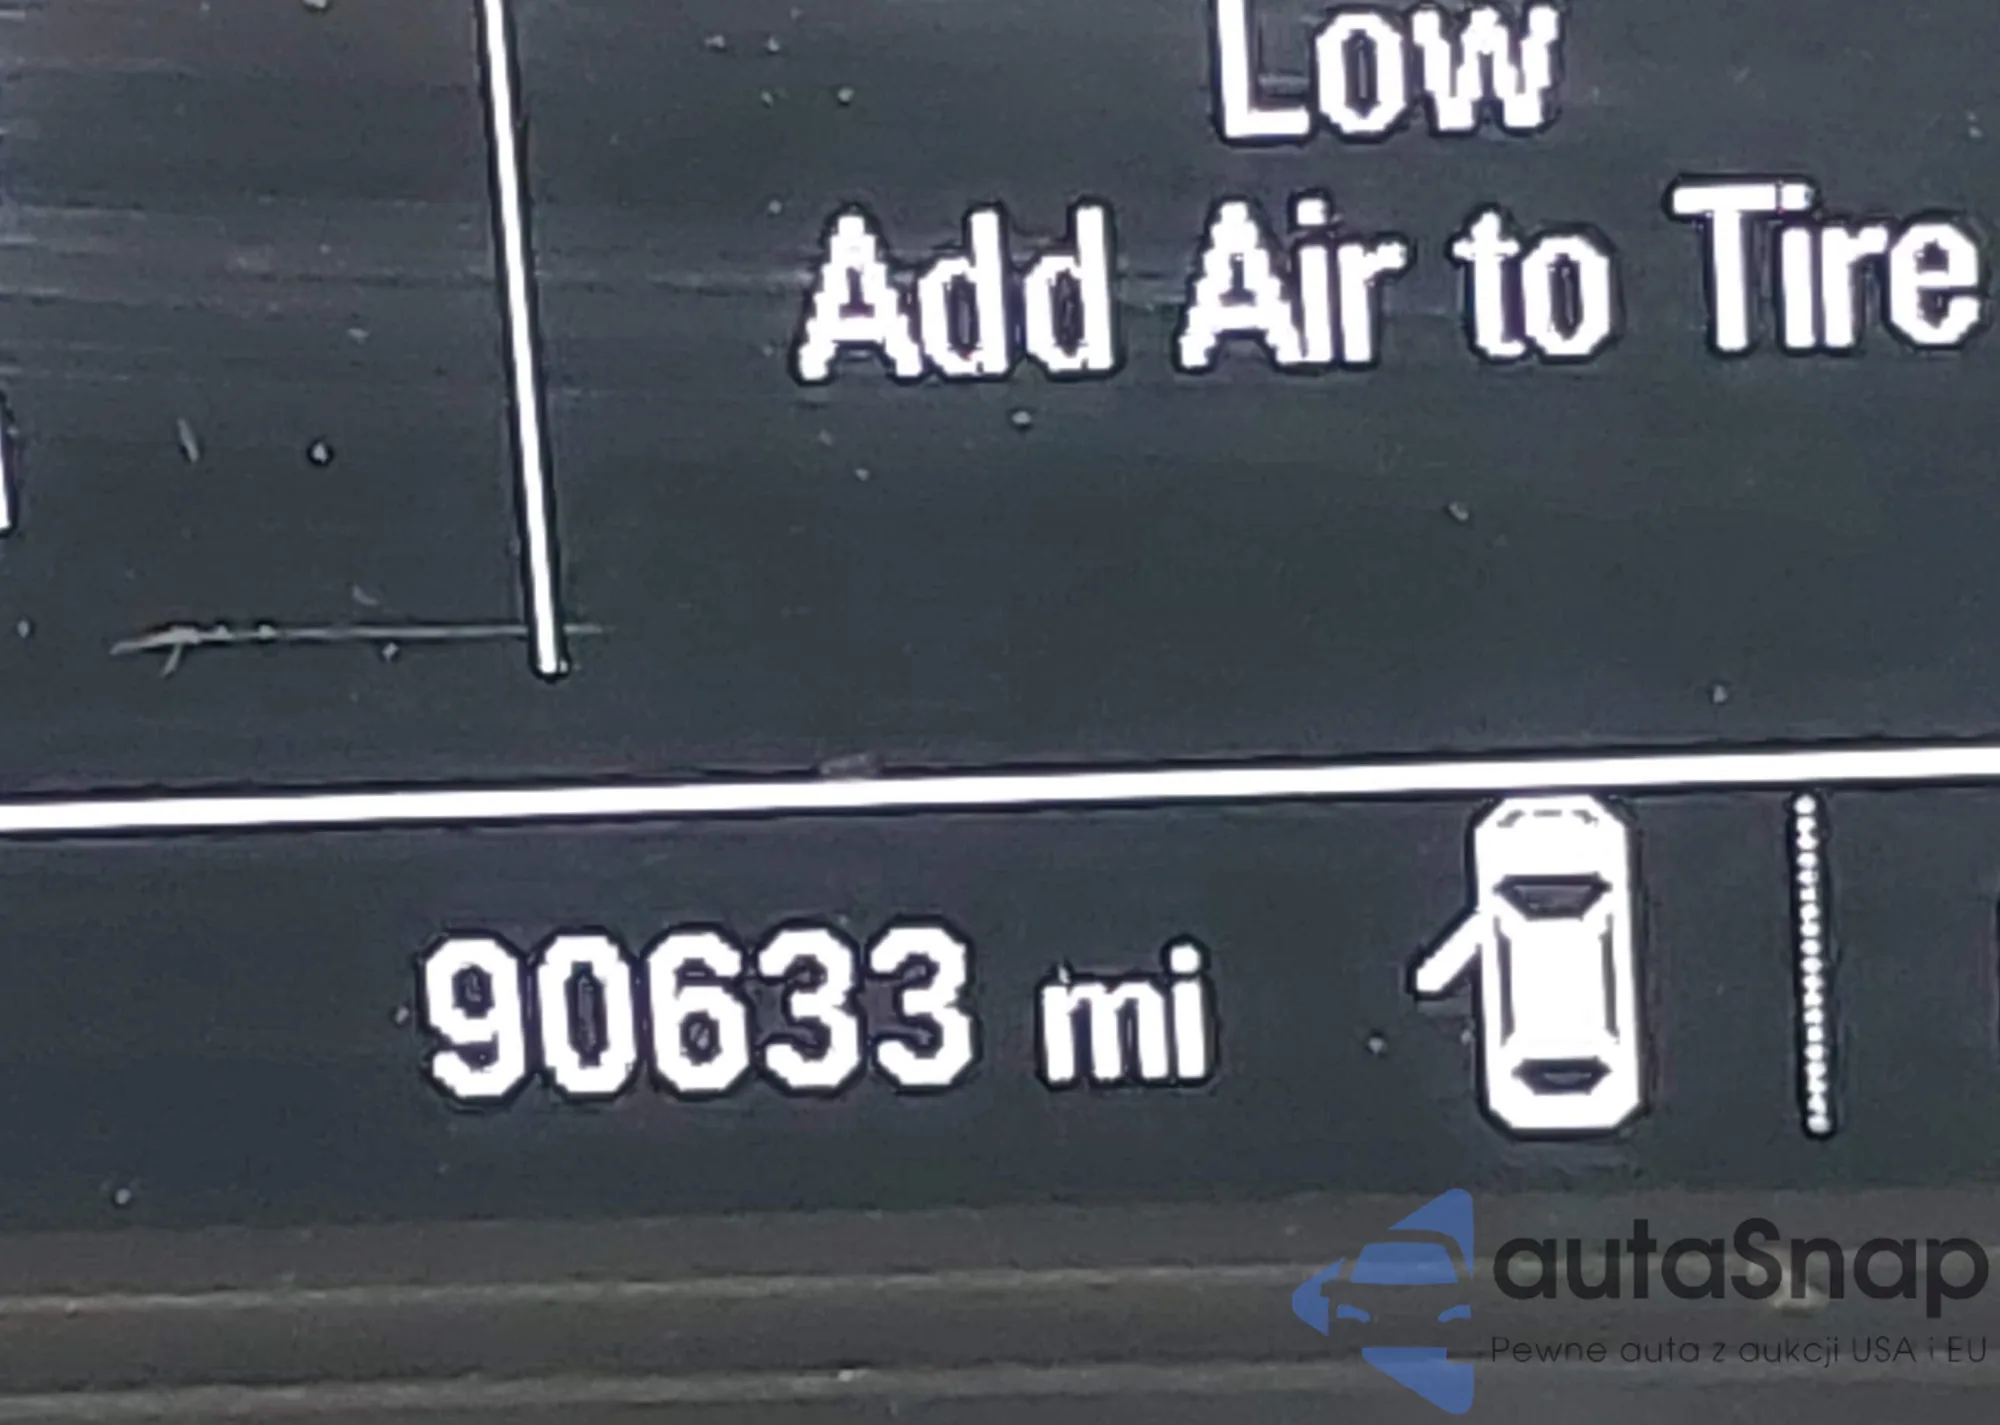 Low
Add Air to Tire
90633 mi
autaSnap
Pewne auta z aukcji USA i EU